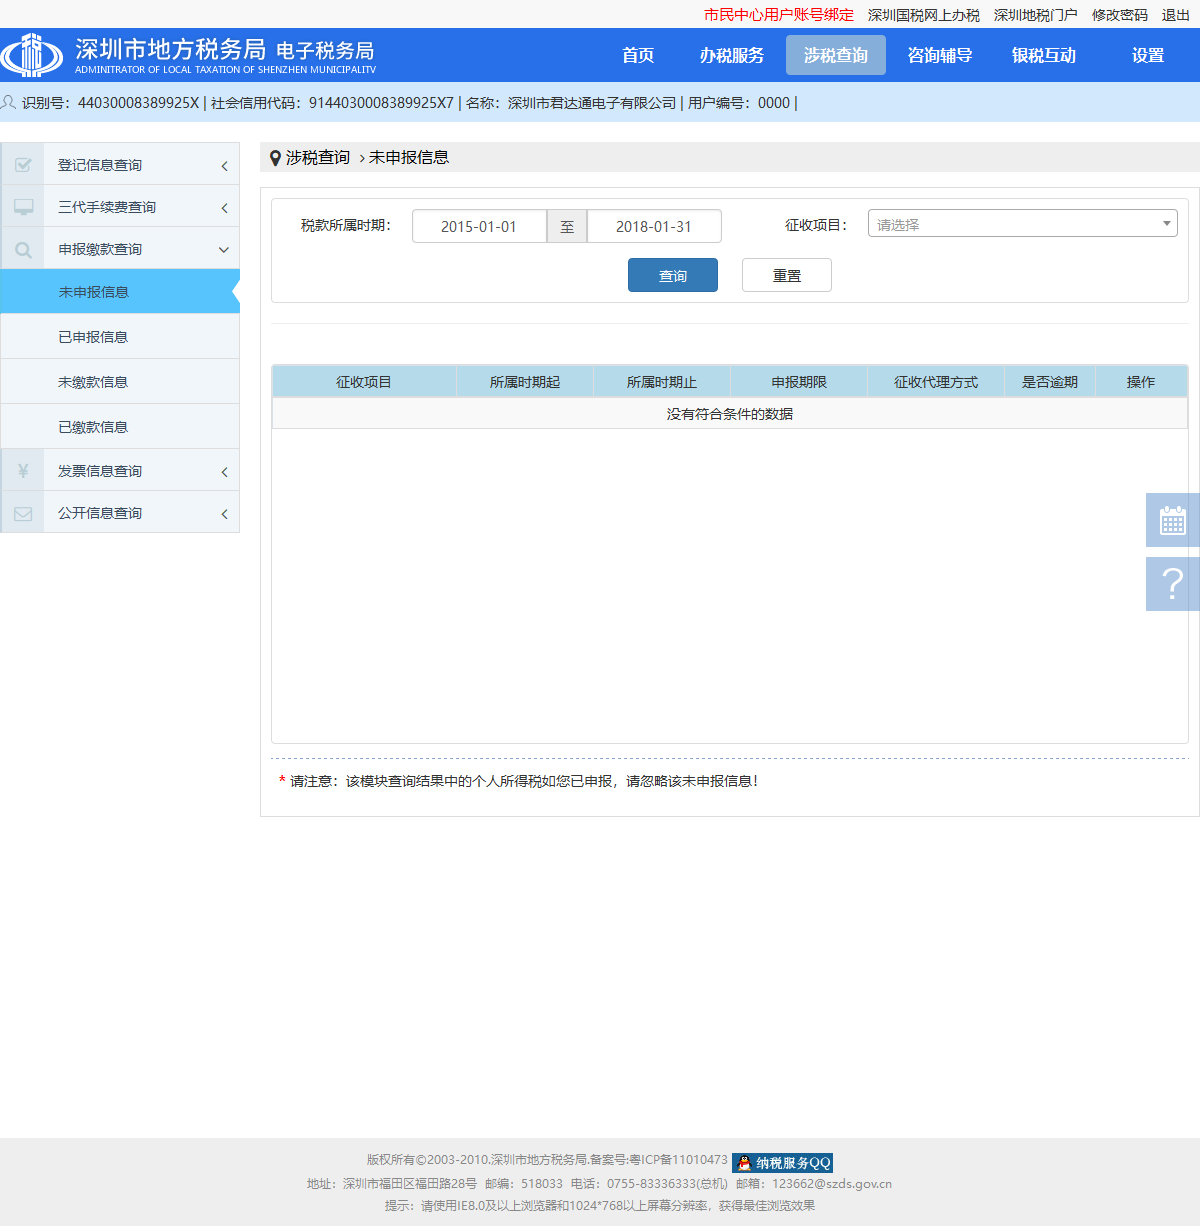 市民中心用户账号绑定 深圳国税网上办税 深圳地税门户 修改密码 退出
深圳市地方税务局 电子税务局
ADMINITRATOR OF LOCAL TAXATION OF SHENZHEN MUNICIPALITV
首页 办税服务 涉税查询 咨询辅导 银税互动 设置
识别号：44030008389925X | 社会信用代码：9144030008389925X7 | 名称：深圳市君达通电子有限公司 | 用户编号：0000 |
登记信息查询
三代手续费查询
申报缴款查询
未申报信息
已申报信息
未缴款信息
已缴款信息
¥ 发票信息查询
公开信息查询
涉税查询 › 未申报信息
税款所属时期： 2015-01-01 至 2018-01-31 征收项目： 请选择
查询 重置
征收项目 所属时期起 所属时期止 申报期限 征收代理方式 是否逾期 操作
没有符合条件的数据
?
* 请注意：该模块查询结果中的个人所得税如您已申报，请忽略该未申报信息！
版权所有©2003-2010.深圳市地方税务局.备案号:粤ICP备11010473 纳税服务QQ
地址：深圳市福田区福田路28号 邮编：518033 电话：0755-83336333(总机) 邮箱：123662@szds.gov.cn
提示：请使用IE8.0及以上浏览器和1024*768以上屏幕分辨率，获得最佳浏览效果